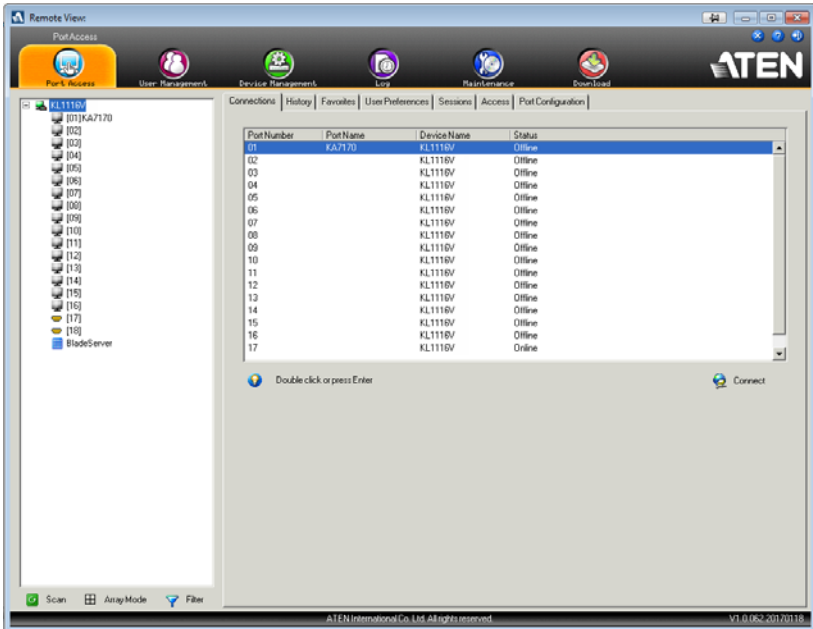 Remote View:
PortAccess
ATEN
Port Access User Management Device Management Log Maintenance Download
Connections History Favorites User Preferences Sessions Access Port Configuration
KL1116V
[01]KA7170
[02]
[03]
[04]
[05]
[06]
[07]
[08]
[09]
[10]
[11]
[12]
[13]
[14]
[15]
[16]
[17]
[18]
BladeServer
Port Number Port Name Device Name Status
01 KA7170 KL1116V Offline
02 KL1116V Offline
03 KL1116V Offline
04 KL1116V Offline
05 KL1116V Offline
06 KL1116V Offline
07 KL1116V Offline
08 KL1116V Offline
09 KL1116V Offline
10 KL1116V Offline
11 KL1116V Offline
12 KL1116V Offline
13 KL1116V Offline
14 KL1116V Offline
15 KL1116V Offline
16 KL1116V Offline
17 KL1116V Online
Double click or press Enter
Connect
Scan Array Mode Filter
ATEN International Co. Ltd. All rights reserved.
V1.0.062.20170118